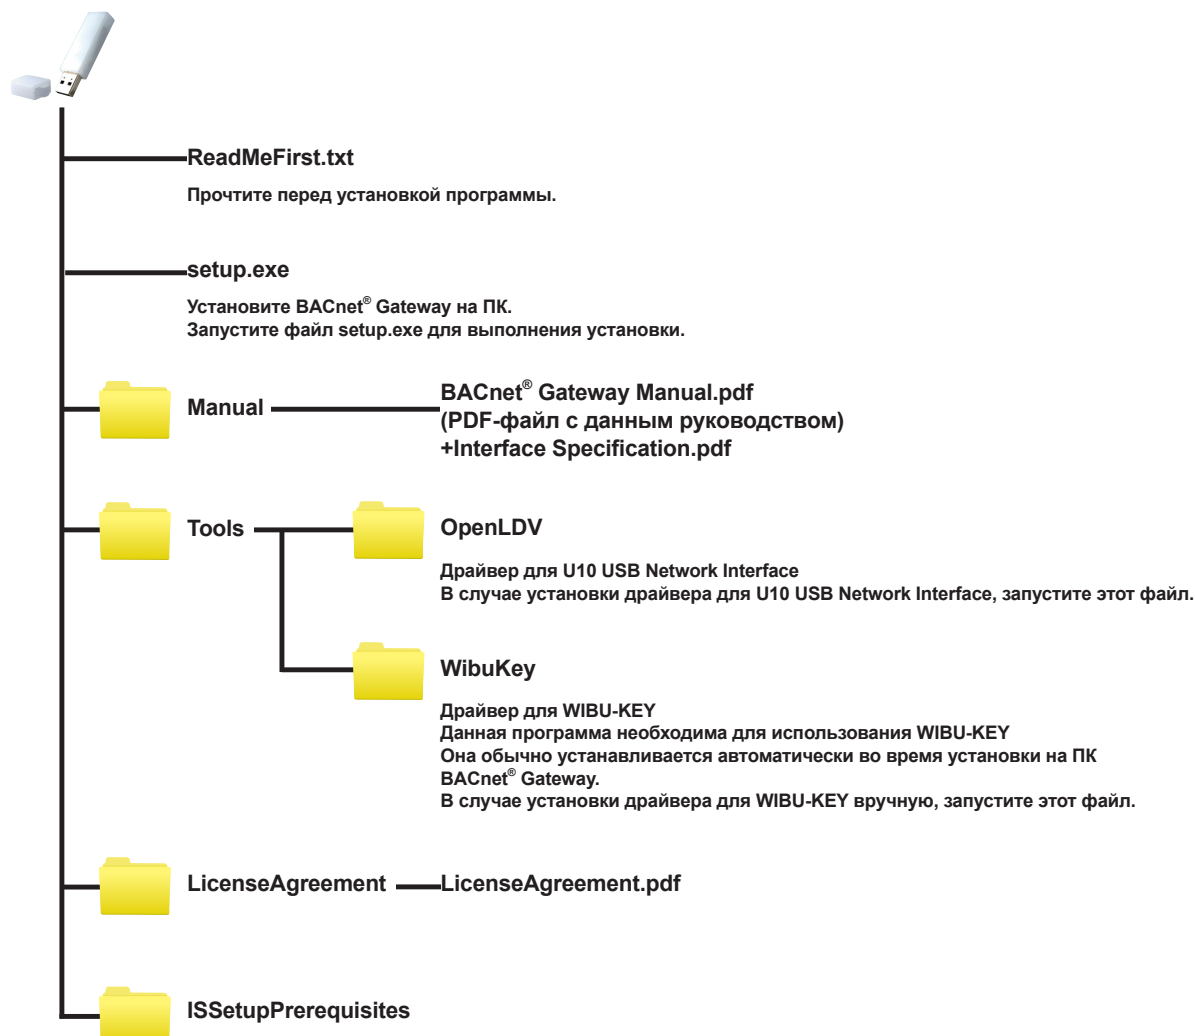 ReadMeFirst.txt
Прочтите перед установкой программы.
setup.exe
Установите BACnet® Gateway на ПК.
Запустите файл setup.exe для выполнения установки.
Manual
BACnet® Gateway Manual.pdf
(PDF-файл с данным руководством)
+Interface Specification.pdf
Tools
OpenLDV
Драйвер для U10 USB Network Interface
В случае установки драйвера для U10 USB Network Interface, запустите этот файл.
WibuKey
Драйвер для WIBU-KEY
Данная программа необходима для использования WIBU-KEY
Она обычно устанавливается автоматически во время установки на ПК
BACnet® Gateway.
В случае установки драйвера для WIBU-KEY вручную, запустите этот файл.
LicenseAgreement
LicenseAgreement.pdf
ISSetupPrerequisites